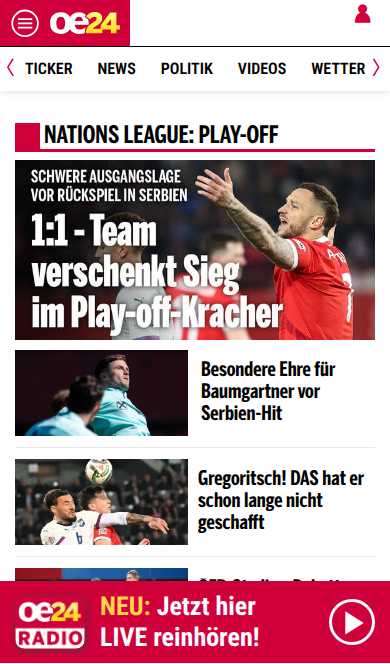 oe24
TICKER NEWS POLITIK VIDEOS WETTER
NATIONS LEAGUE: PLAY-OFF
SCHWERE AUSGANGSLAGE
VOR RÜCKSPIEL IN SERBIEN
1:1 - Team
verschenkt Sieg
im Play-off-Kracher
Besondere Ehre für
Baumgartner vor
Serbien-Hit
Gregoritsch! DAS hat er
schon lange nicht
geschafft
6
oe24
RADIO
NEU: Jetzt hier
LIVE reinhören!